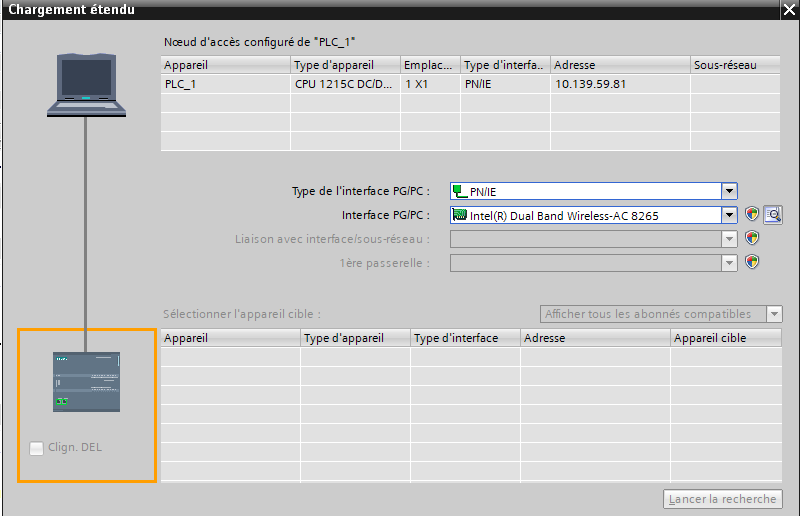 Chargement étendu
Nœud d'accès configuré de "PLC_1"
Appareil Type d'appareil Emplac... Type d'interfa.. Adresse Sous-réseau
PLC_1 CPU 1215C DC/D... 1 X1 PN/IE 10.139.59.81
Type de l'interface PG/PC : PN/IE
Interface PG/PC : Intel(R) Dual Band Wireless-AC 8265
Liaison avec interface/sous-réseau :
1ère passerelle :
Sélectionner l'appareil cible : Afficher tous les abonnés compatibles
Appareil Type d'appareil Type d'interface Adresse Appareil cible
Clign. DEL
Lancer la recherche